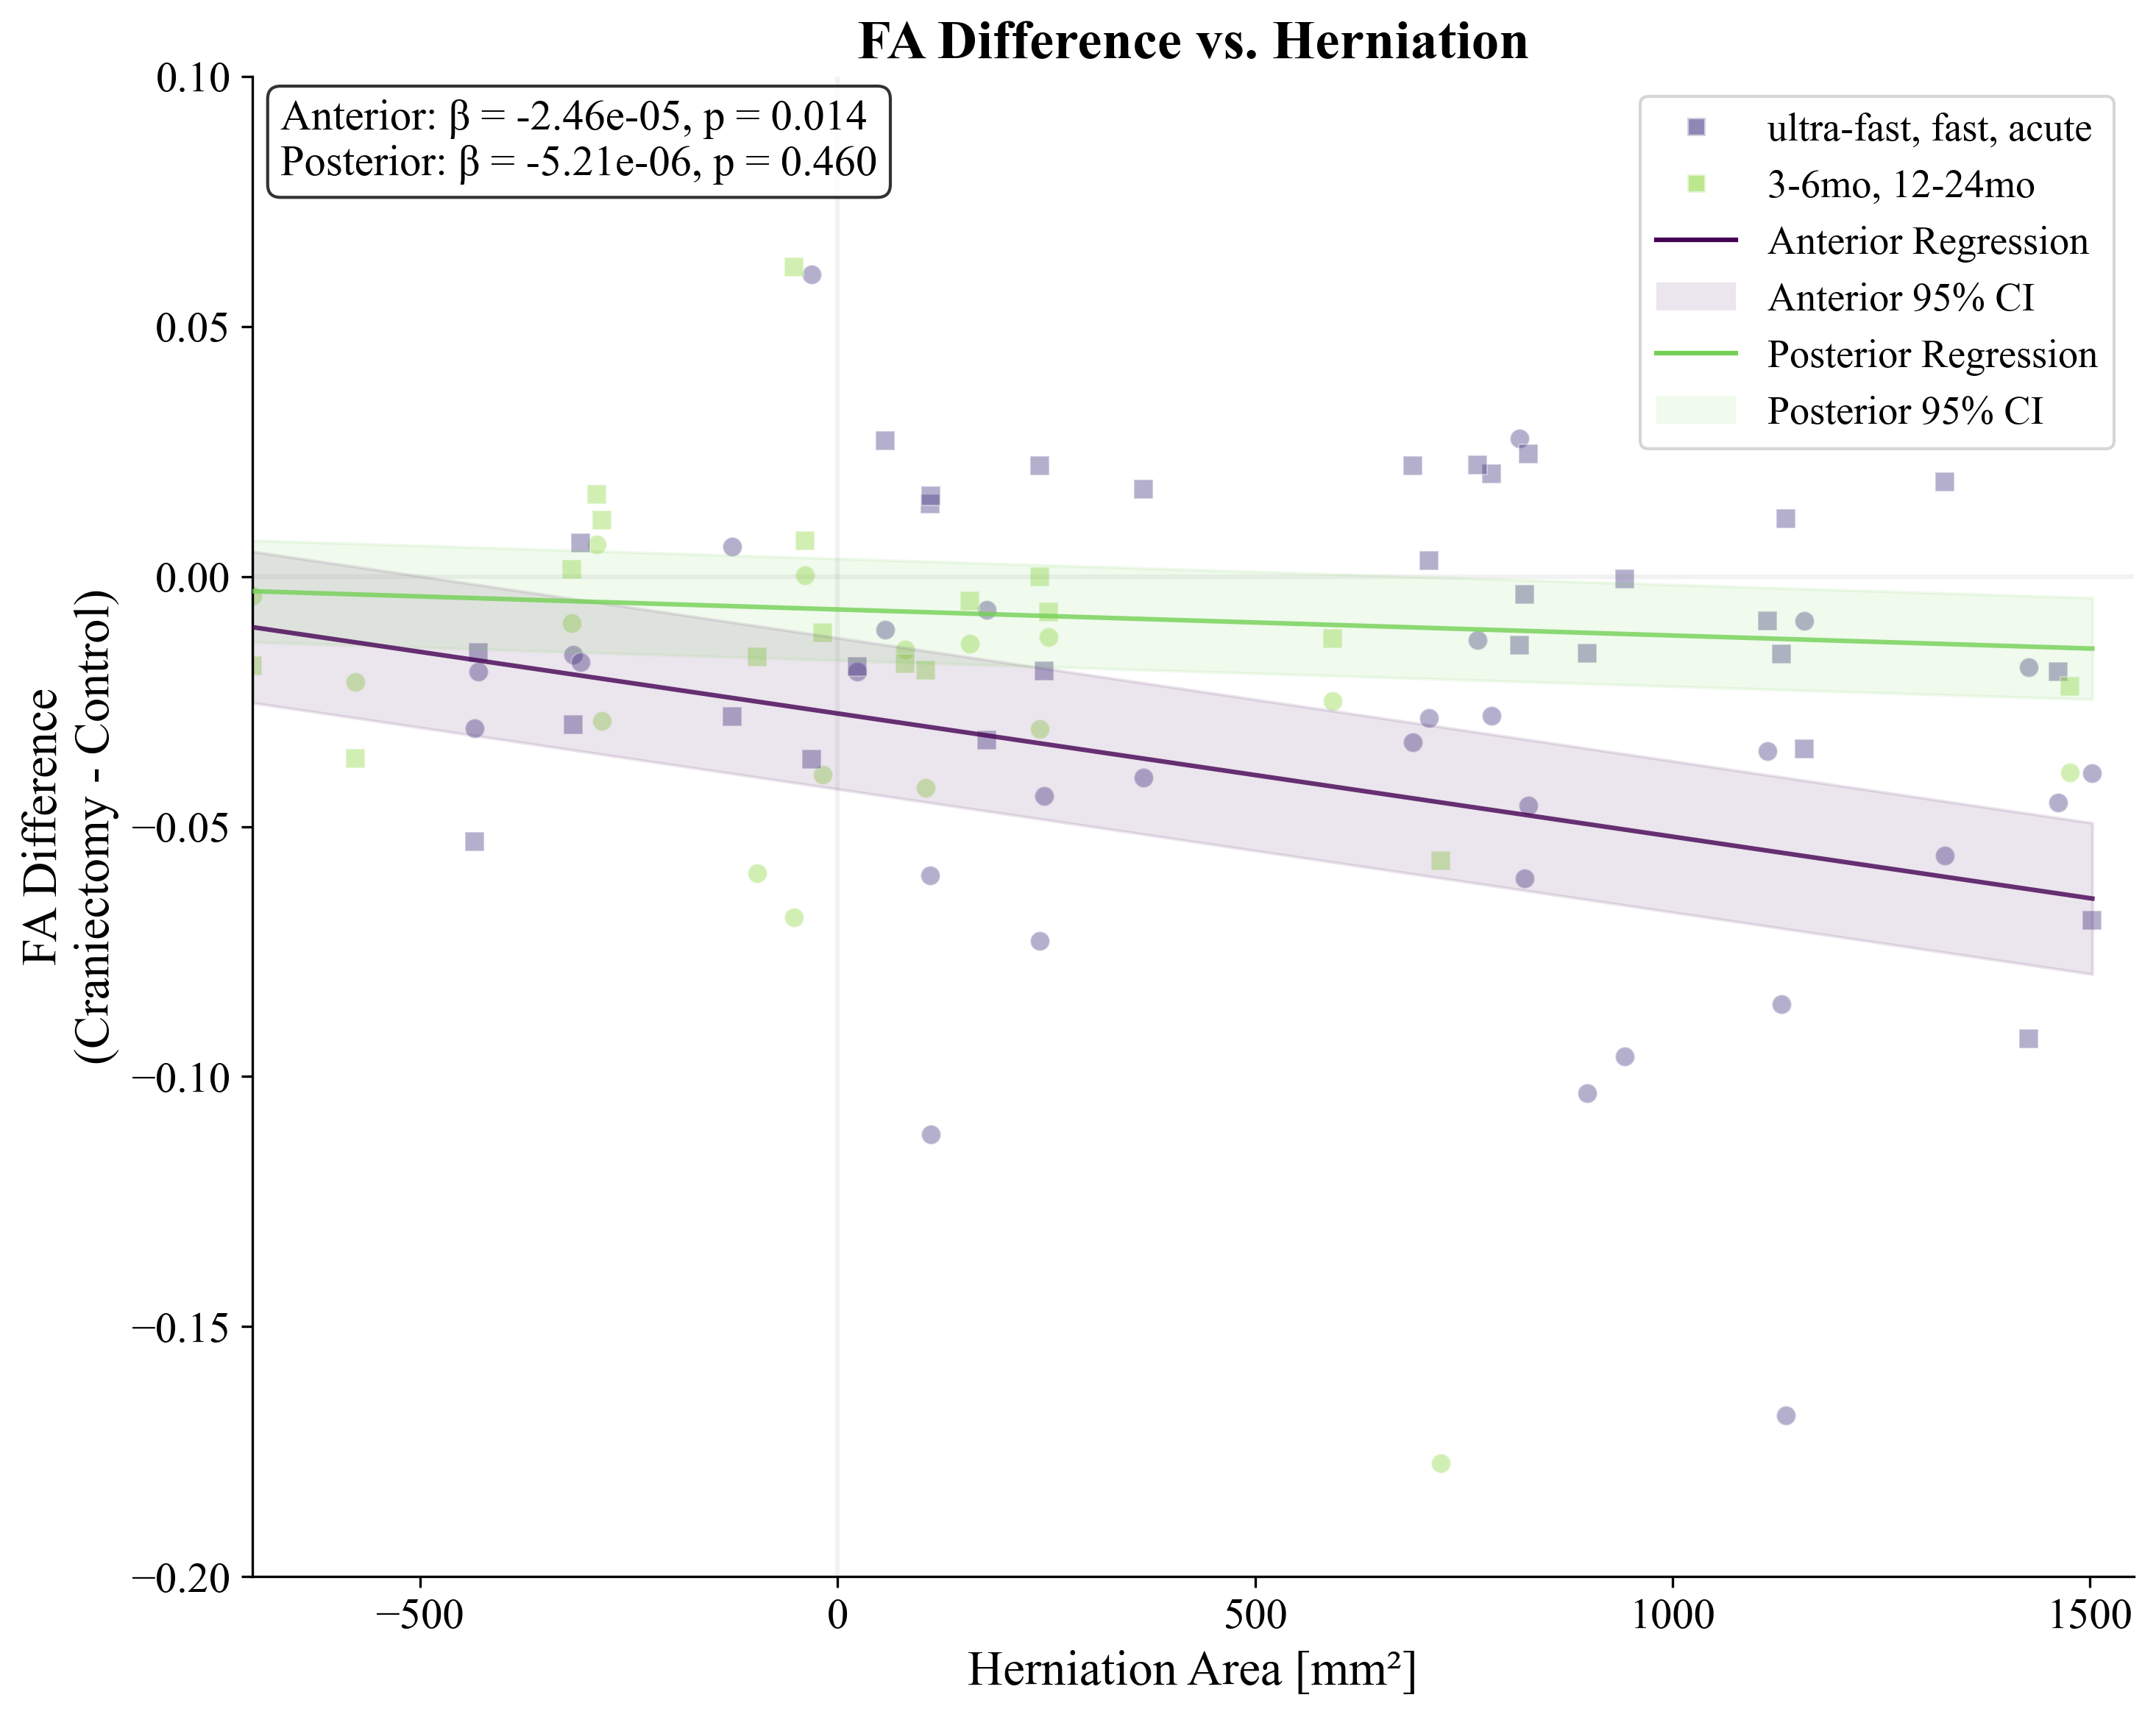 FA Difference vs. Herniation
Anterior: β = -2.46e-05, p = 0.014
Posterior: β = -5.21e-06, p = 0.460
ultra-fast, fast, acute
3-6mo, 12-24mo
Anterior Regression
Anterior 95% CI
Posterior Regression
Posterior 95% CI
0.10
0.05
0.00
−0.05
−0.10
−0.15
−0.20
FA Difference
(Craniectomy - Control)
−500
0
500
1000
1500
Herniation Area [mm²]